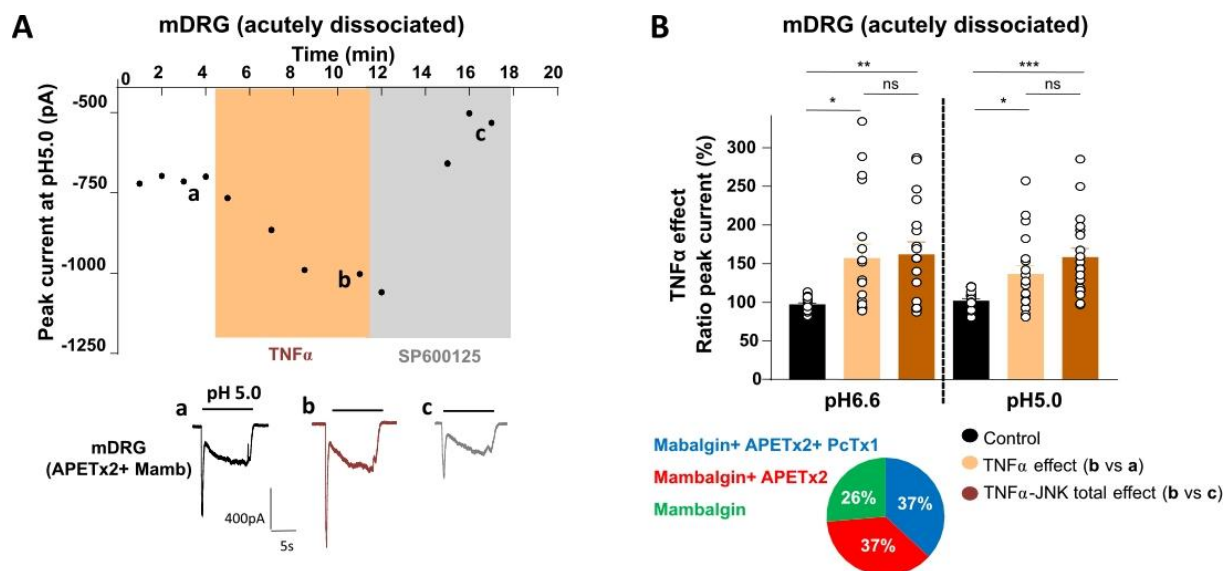 A
mDRG (acutely dissociated)
Time (min)
0 2 4 6 8 10 12 14 16 18 20
Peak current at pH5.0 (pA)
-500
-750
-1000
-1250
a
b
c
TNFα
SP600125
a
pH 5.0
b
c
mDRG
(APETx2+ Mamb)
400pA
5s
B
mDRG (acutely dissociated)
** ***
ns ns
* *
TNFα effect
Ratio peak current (%)
300
250
200
150
100
50
0
pH6.6 pH5.0
Mabalgin+ APETx2+ PcTx1
Mambalgin+ APETx2
Mambalgin
26%
37%
37%
Control
TNFα effect (b vs a)
TNFα-JNK total effect (b vs c)